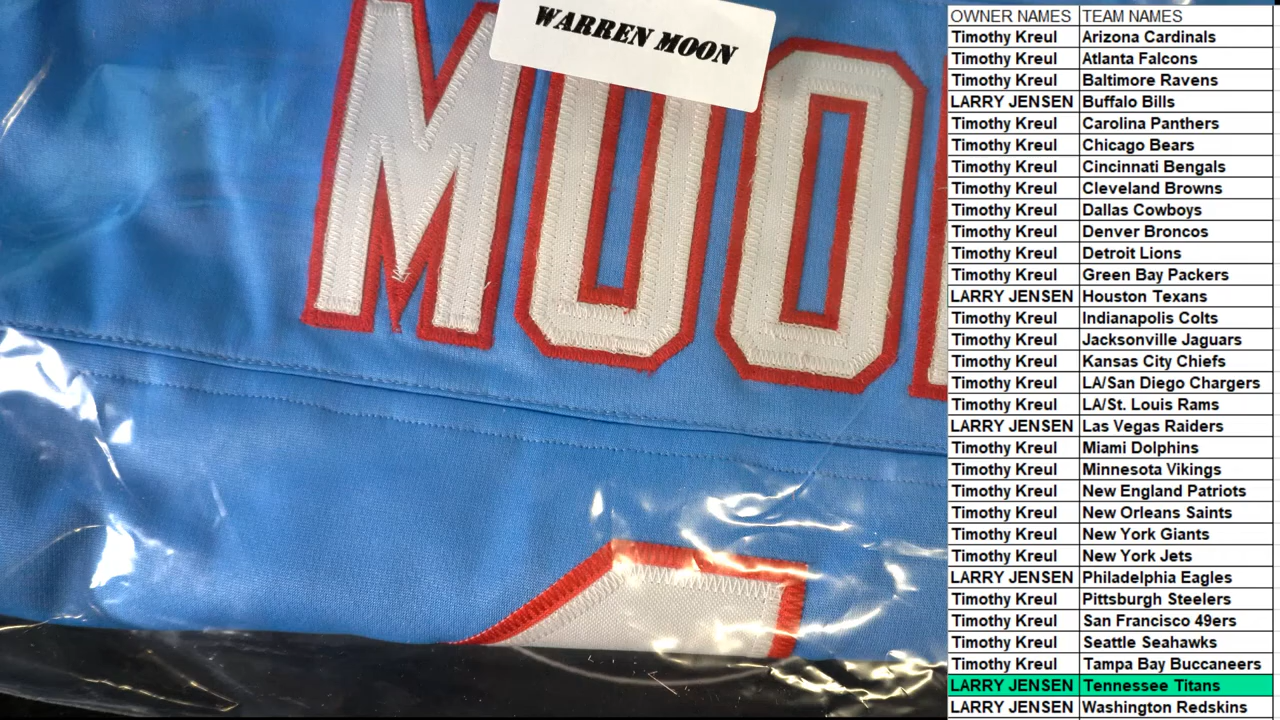 WARREN MOON
MOO
OWNER NAMES TEAM NAMES
Timothy Kreul Arizona Cardinals
Timothy Kreul Atlanta Falcons
Timothy Kreul Baltimore Ravens
LARRY JENSEN Buffalo Bills
Timothy Kreul Carolina Panthers
Timothy Kreul Chicago Bears
Timothy Kreul Cincinnati Bengals
Timothy Kreul Cleveland Browns
Timothy Kreul Dallas Cowboys
Timothy Kreul Denver Broncos
Timothy Kreul Detroit Lions
Timothy Kreul Green Bay Packers
LARRY JENSEN Houston Texans
Timothy Kreul Indianapolis Colts
Timothy Kreul Jacksonville Jaguars
Timothy Kreul Kansas City Chiefs
Timothy Kreul LA/San Diego Chargers
Timothy Kreul LA/St. Louis Rams
LARRY JENSEN Las Vegas Raiders
Timothy Kreul Miami Dolphins
Timothy Kreul Minnesota Vikings
Timothy Kreul New England Patriots
Timothy Kreul New Orleans Saints
Timothy Kreul New York Giants
Timothy Kreul New York Jets
LARRY JENSEN Philadelphia Eagles
Timothy Kreul Pittsburgh Steelers
Timothy Kreul San Francisco 49ers
Timothy Kreul Seattle Seahawks
Timothy Kreul Tampa Bay Buccaneers
LARRY JENSEN Tennessee Titans
LARRY JENSEN Washington Redskins